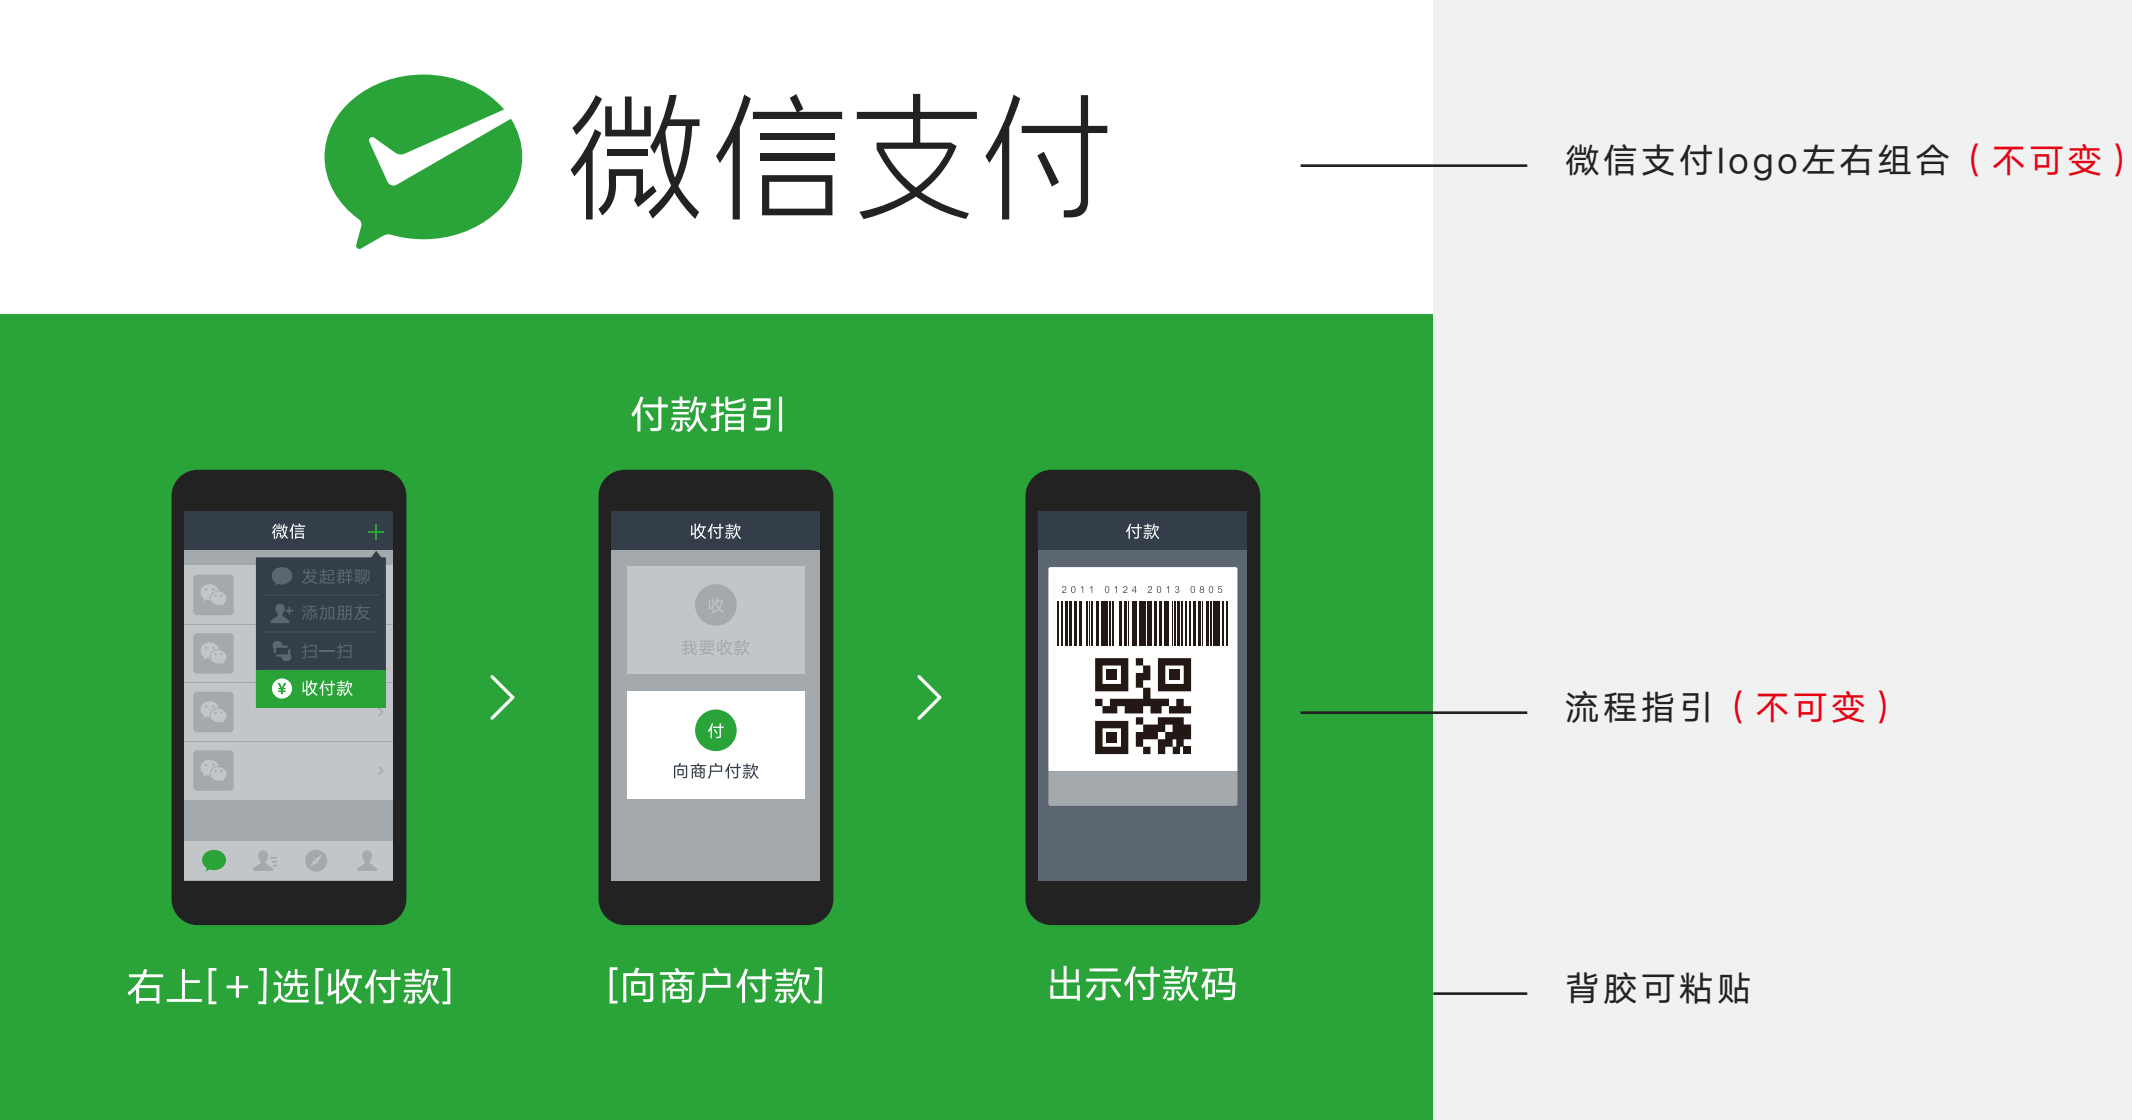 微信支付
微信支付logo左右组合（不可变）
付款指引
微信
发起群聊
添加朋友
扫一扫
收付款
收付款
收
我要收款
付
向商户付款
付款
2011 0124 2013 0805
流程指引（不可变）
右上[+]选[收付款]
[向商户付款]
出示付款码
背胶可粘贴